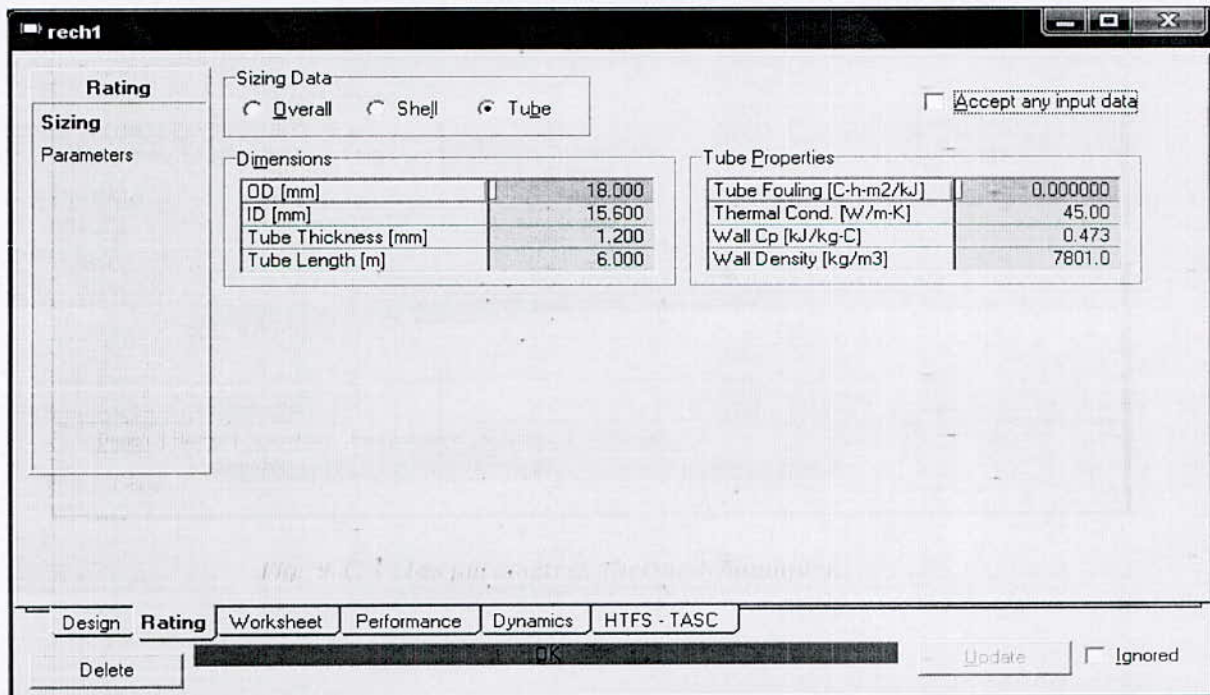 rech1
Rating
Sizing
Parameters
Sizing Data
Overall Shell Tube
Accept any input data
Dimensions
OD [mm] 18.000
ID [mm] 15.600
Tube Thickness [mm] 1.200
Tube Length [m] 6.000
Tube Properties
Tube Fouling [C-h-m2/kJ] 0.000000
Thermal Cond. [W/m-K] 45.00
Wall Cp [kJ/kg-C] 0.473
Wall Density [kg/m3] 7801.0
Design Rating Worksheet Performance Dynamics HTFS - TASC
Delete OK Update Ignored